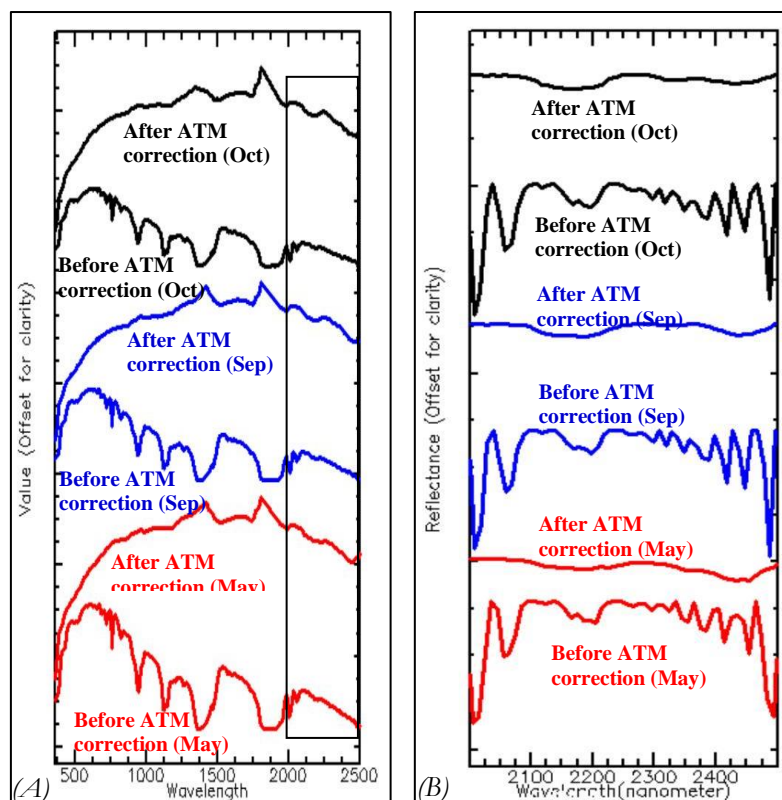 After ATM
correction (Oct)
Before ATM
correction (Oct)
After ATM
correction (Sep)
Before ATM
correction (Sep)
After ATM
correction (May)
Before ATM
correction (May)
Value (Offset for clarity)
500 1000 1500 2000 2500
Wavelength
(A)
After ATM
correction (Oct)
Before ATM
correction (Oct)
After ATM
correction (Sep)
Before ATM
correction (Sep)
After ATM
correction (May)
Before ATM
correction (May)
Reflectance (Offset for clarity)
2100 2200 2300 2400
Wavelength(nanometer)
(B)